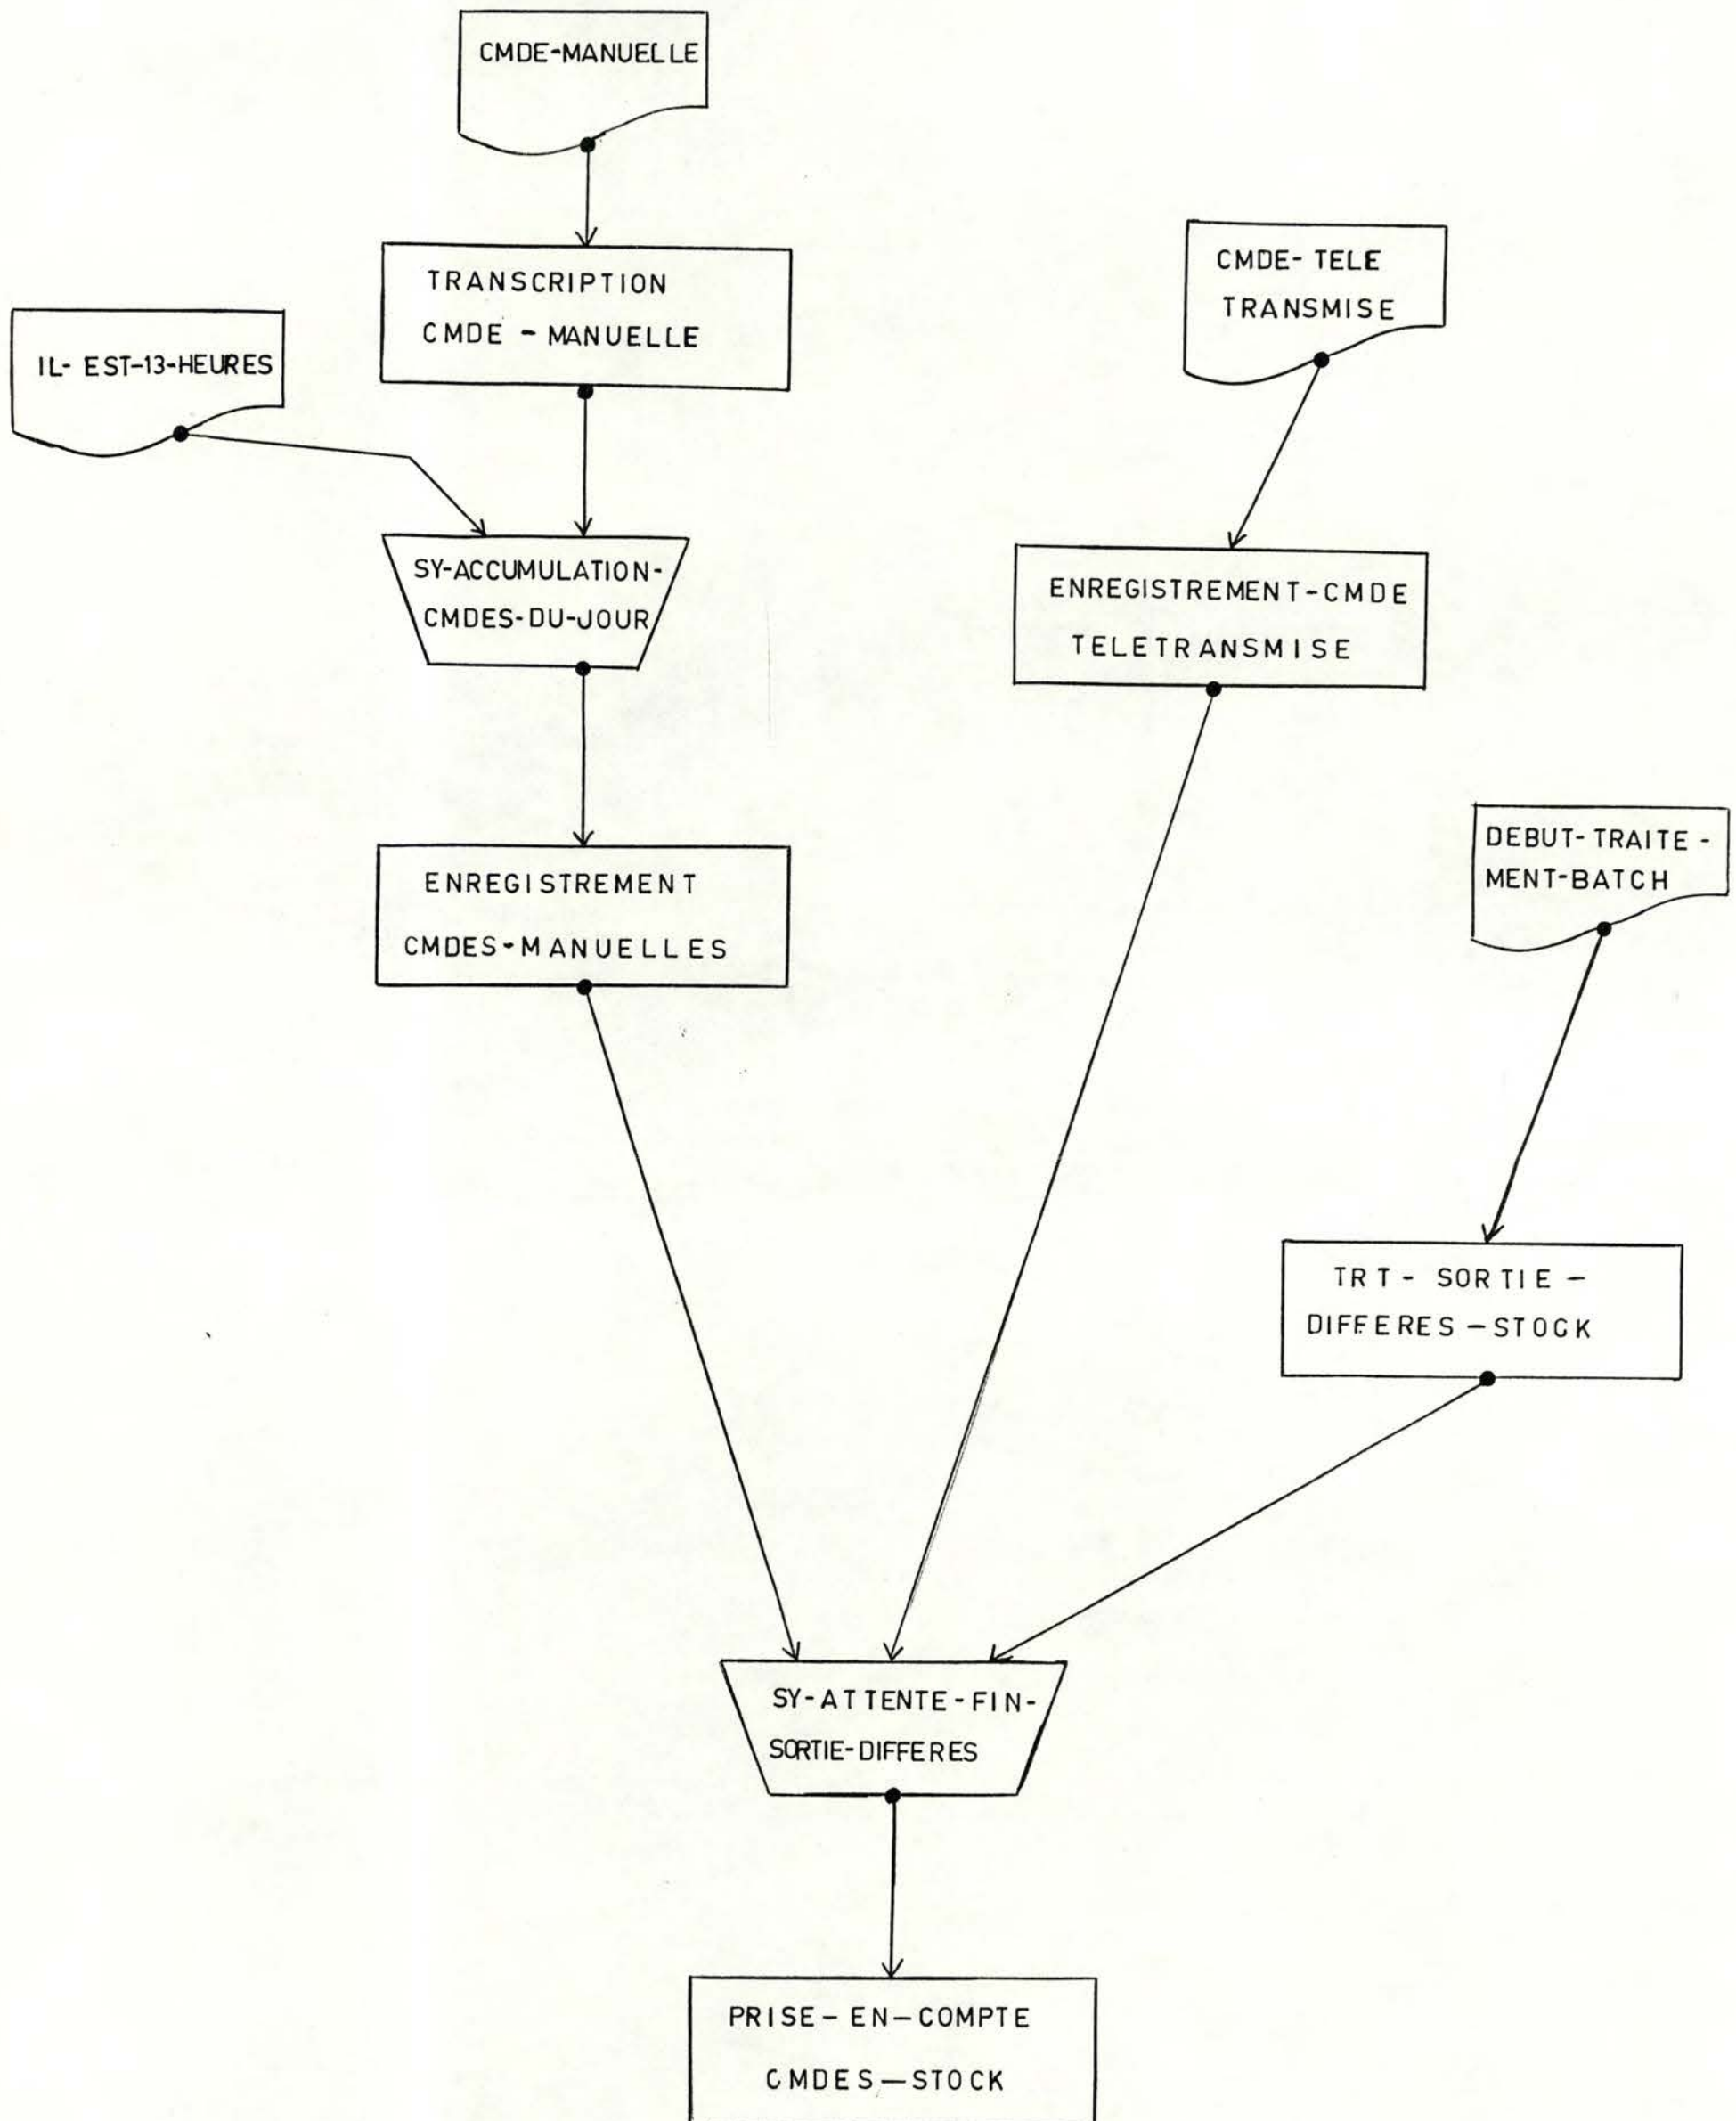 CMDE-MANUELLE
TRANSCRIPTION
CMDE - MANUELLE
CMDE- TELE
TRANSMISE
IL- EST-13-HEURES
SY-ACCUMULATION-
CMDES-DU-JOUR
ENREGISTREMENT-CMDE
TELETRANSMISE
ENREGISTREMENT
CMDES-MANUELLES
DEBUT-TRAITE -
MENT-BATCH
TRT - SORTIE -
DIFFERES - STOCK
SY-ATTENTE-FIN-
SORTIE-DIFFERES
PRISE-EN-COMPTE
CMDES-STOCK